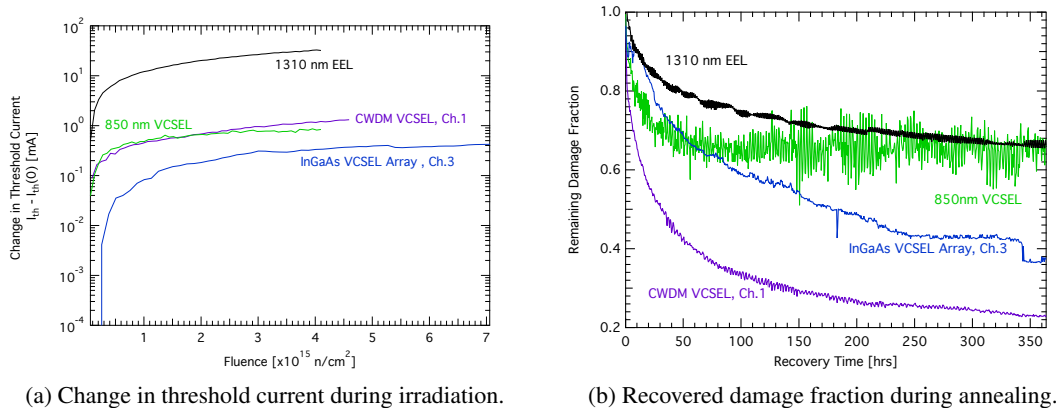 10²
10¹
10⁰
10⁻¹
10⁻²
10⁻³
10⁻⁴
Change in Threshold Current
I_th - I_th(0) [mA]
1310 nm EEL
850 nm VCSEL
CWDM VCSEL, Ch.1
InGaAs VCSEL Array , Ch.3
1 2 3 4 5 6 7
Fluence [x10¹⁵ n/cm²]
(a) Change in threshold current during irradiation.
1.0
0.8
0.6
0.4
0.2
Remaining Damage Fraction
1310 nm EEL
850nm VCSEL
InGaAs VCSEL Array, Ch.3
CWDM VCSEL, Ch.1
0 50 100 150 200 250 300 350
Recovery Time [hrs]
(b) Recovered damage fraction during annealing.